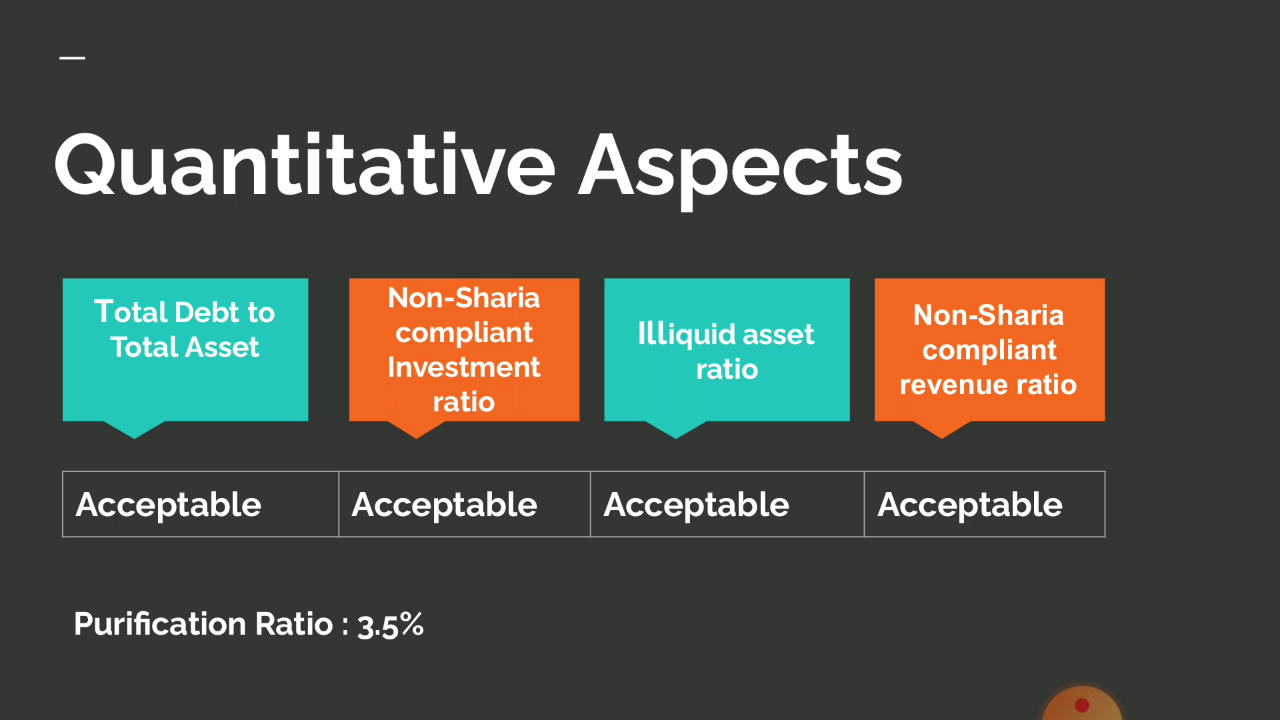 Quantitative Aspects
Total Debt to
Total Asset
Non-Sharia
compliant
Investment
ratio
Illiquid asset
ratio
Non-Sharia
compliant
revenue ratio
Acceptable
Acceptable
Acceptable
Acceptable
Purification Ratio : 3.5%